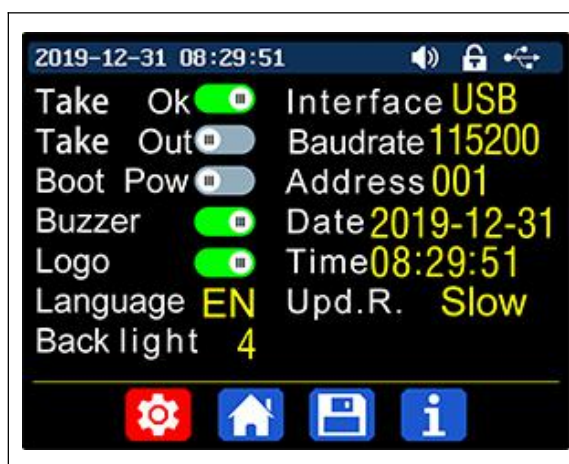 2019-12-31 08:29:51
Take Ok Interface USB
Take Out Baudrate 115200
Boot Pow Address 001
Buzzer Date 2019-12-31
Logo Time 08:29:51
Language EN Upd.R. Slow
Back light 4